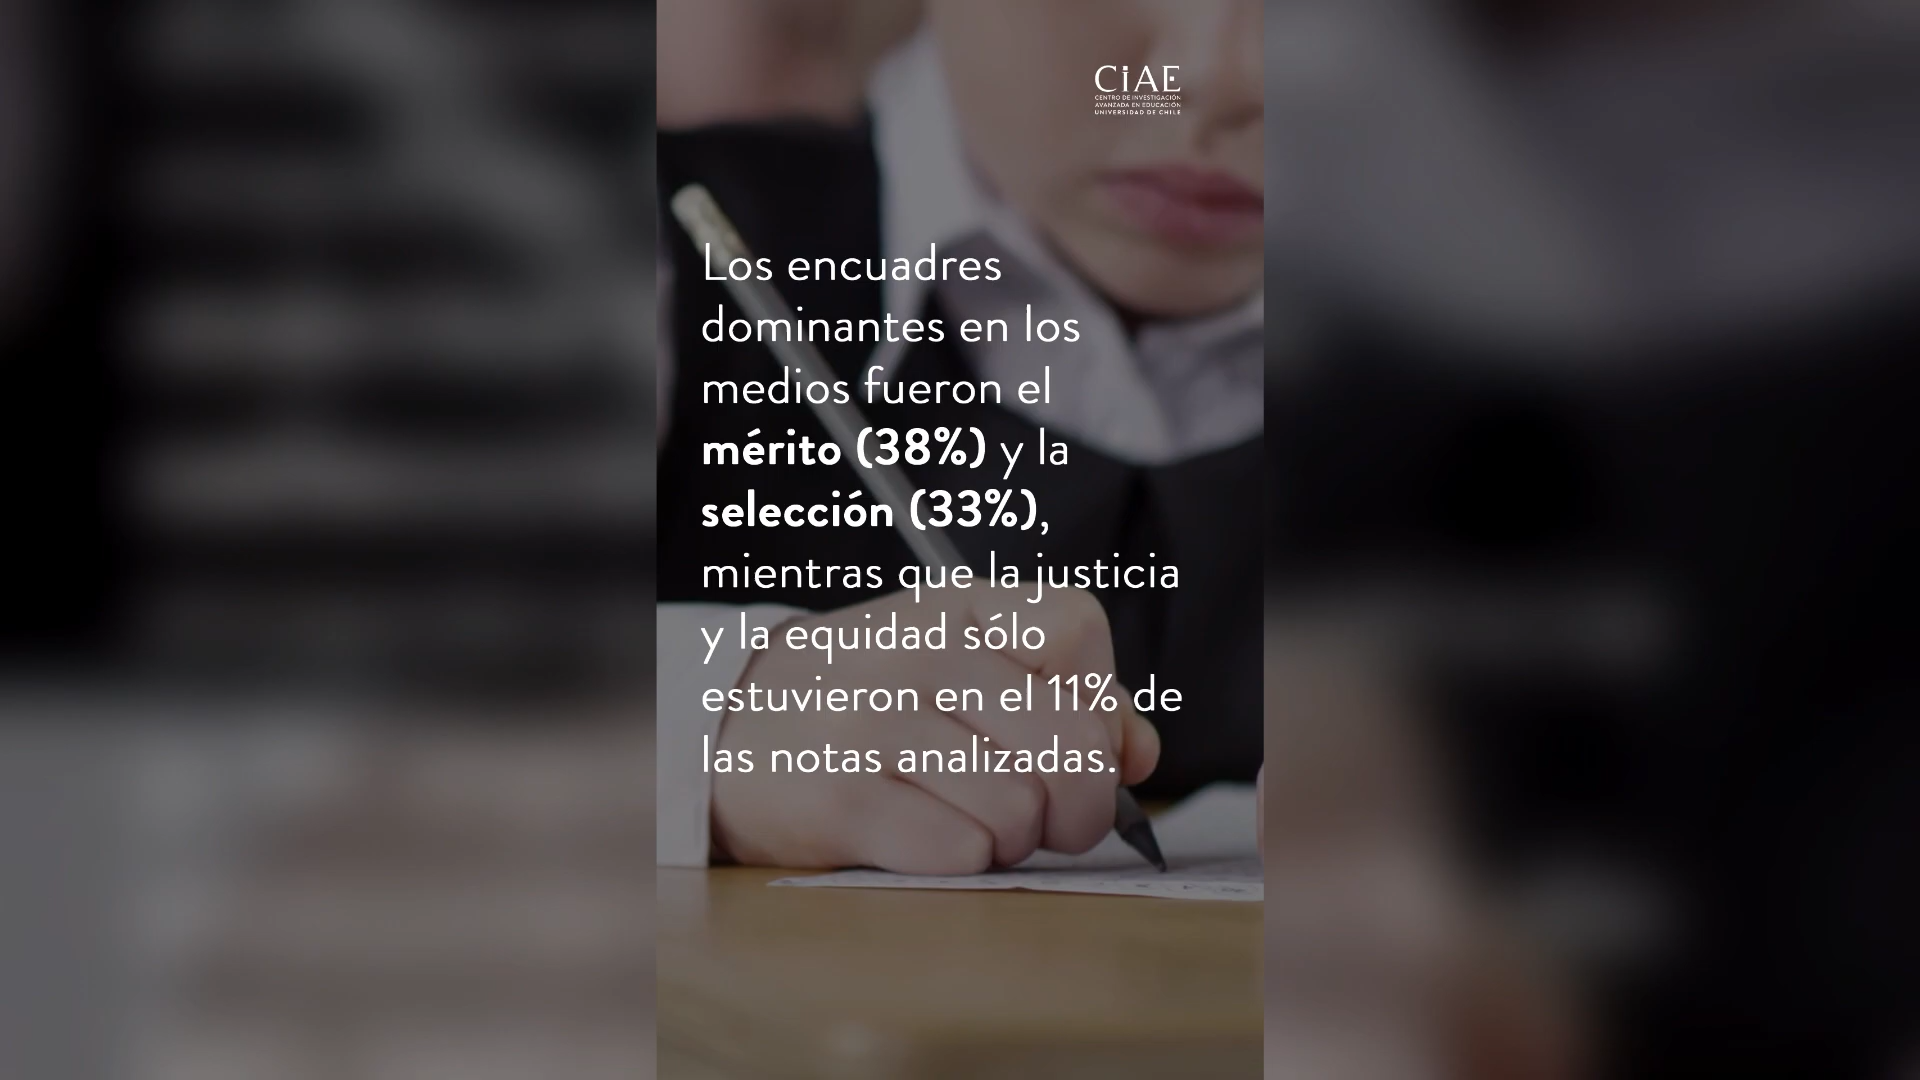 CiAE
CENTRO DE INVESTIGACIÓN
AVANZADA EN EDUCACIÓN
UNIVERSIDAD DE CHILE
Los encuadres
dominantes en los
medios fueron el
mérito (38%) y la
selección (33%),
mientras que la justicia
y la equidad sólo
estuvieron en el 11% de
las notas analizadas.